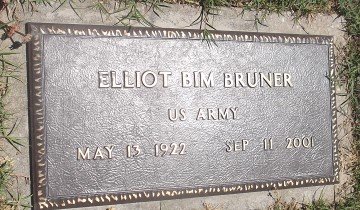 ELLIOT BIM BRUNER
US ARMY
MAY 13 1922 SEP 11 2001